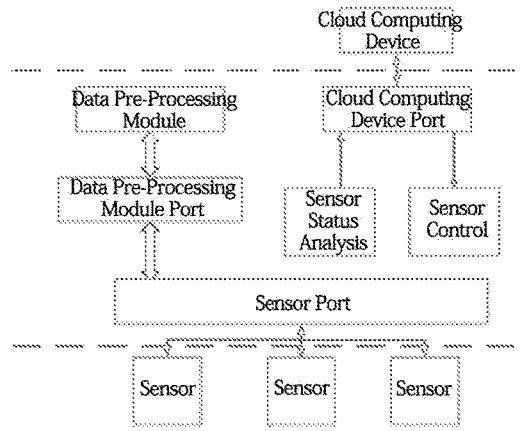 Cloud Computing
Device
Data Pre-Processing
Module
Cloud Computing
Device Port
Data Pre-Processing
Module Port
Sensor
Status
Analysis
Sensor
Control
Sensor Port
Sensor
Sensor
Sensor